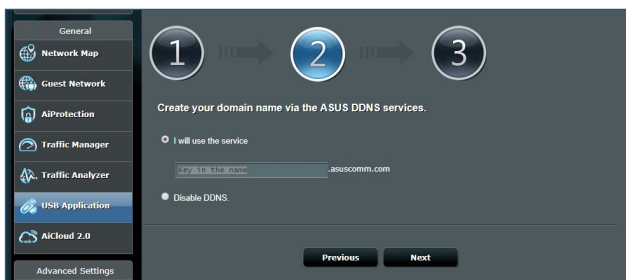 General
Network Map
Guest Network
AiProtection
Traffic Manager
Traffic Analyzer
USB Application
AiCloud 2.0
Advanced Settings
1 2 3
Create your domain name via the ASUS DDNS services.
I will use the service
key in the name .asuscomm.com
Disable DDNS.
Previous Next